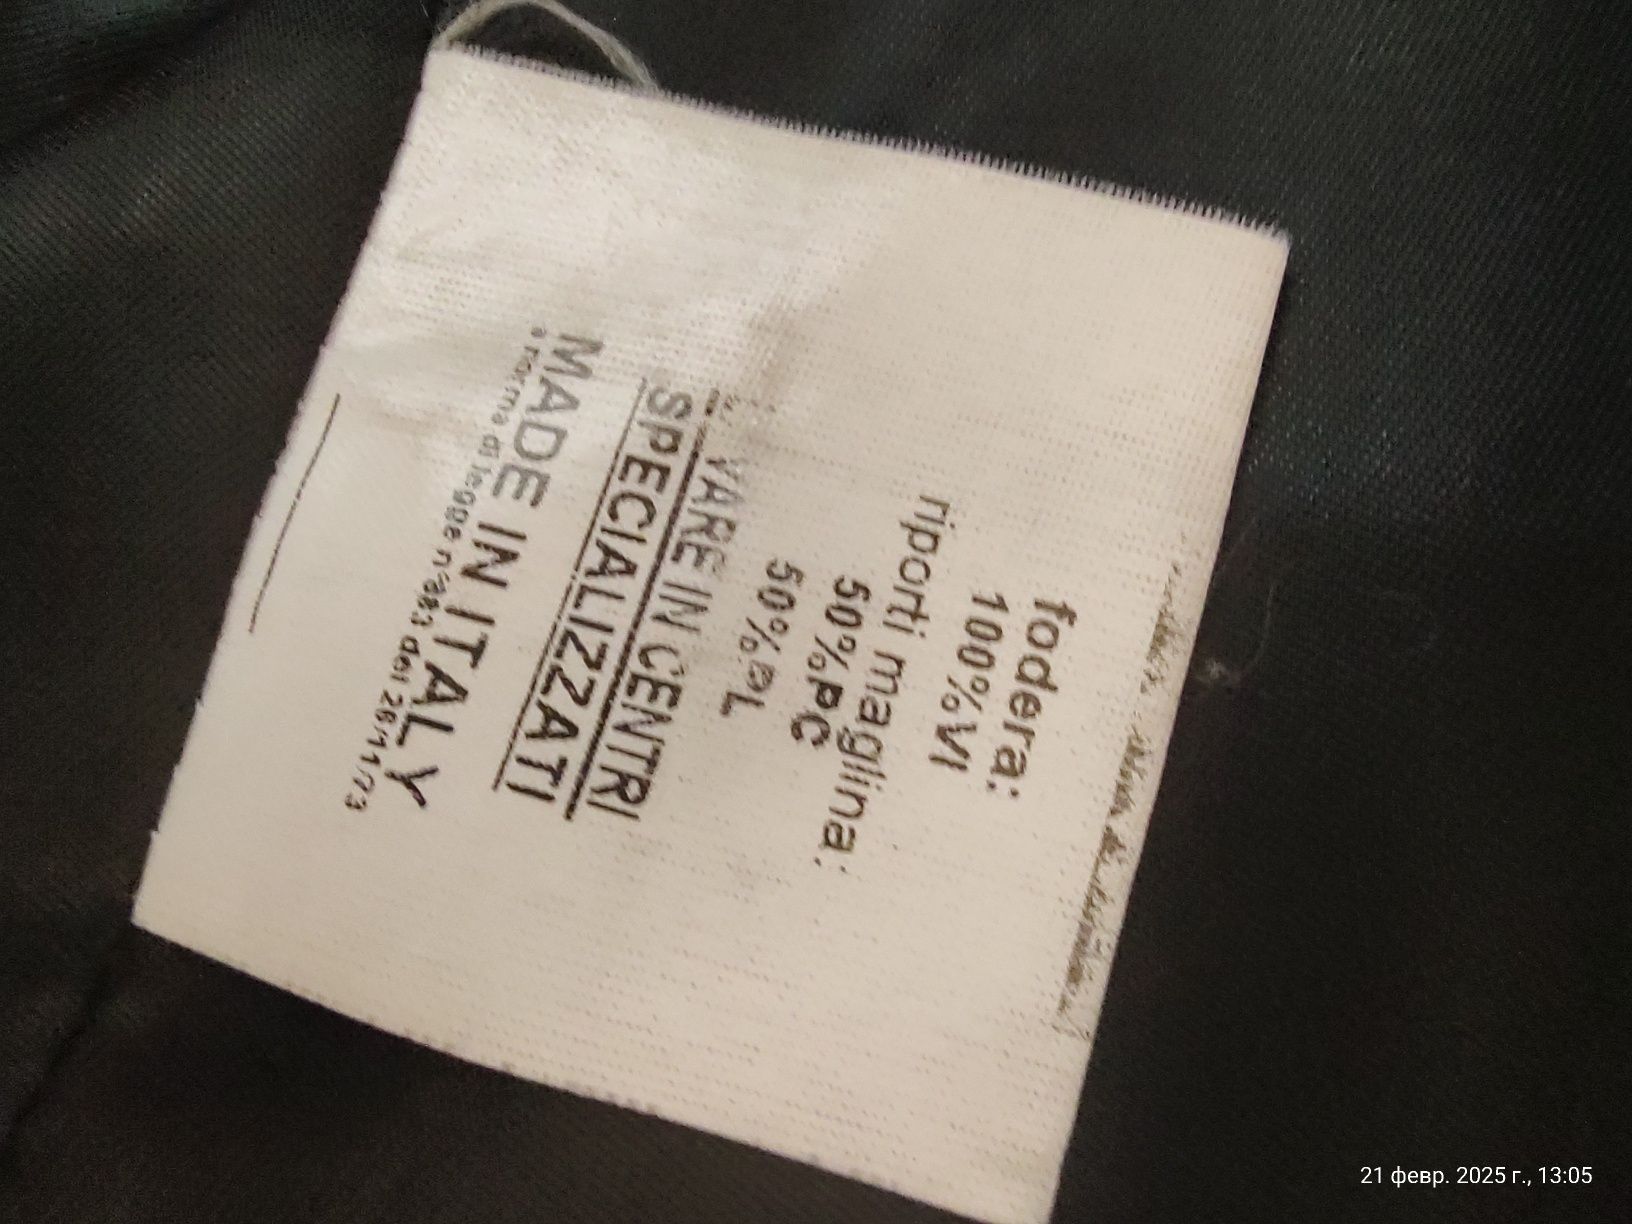 fodera:
100%VI
riporti maglina:
50%PC
50%PL
VARE IN CENTRI
SPECIALIZZATI
MADE IN ITALY
a norma di legge n°883 del 26/11/73
21 февр. 2025 г., 13:05